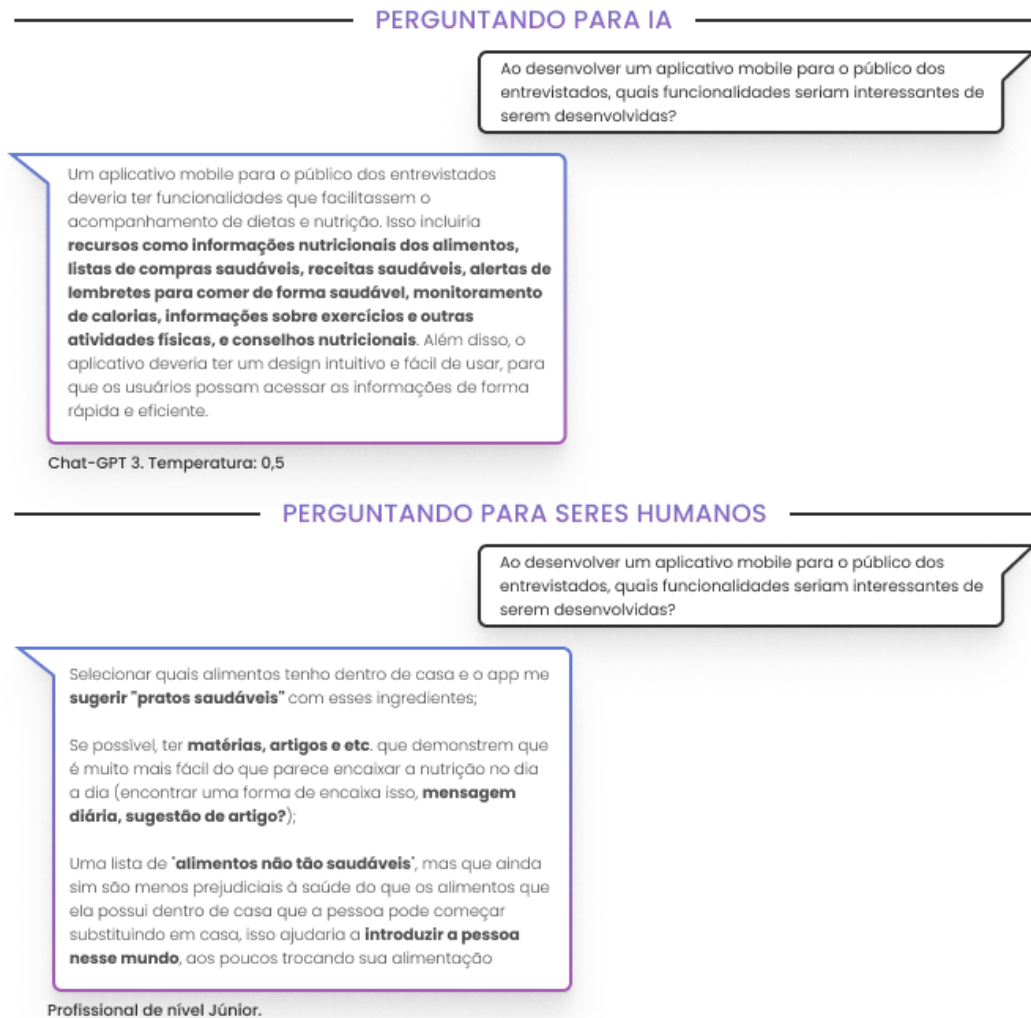 PERGUNTANDO PARA IA
Ao desenvolver um aplicativo mobile para o público dos
entrevistados, quais funcionalidades seriam interessantes de
serem desenvolvidas?
Um aplicativo mobile para o público dos entrevistados
deveria ter funcionalidades que facilitassem o
acompanhamento de dietas e nutrição. Isso incluiria
recursos como informações nutricionais dos alimentos,
listas de compras saudáveis, receitas saudáveis, alertas de
lembretes para comer de forma saudável, monitoramento
de calorias, informações sobre exercícios e outras
atividades físicas, e conselhos nutricionais. Além disso, o
aplicativo deveria ter um design intuitivo e fácil de usar, para
que os usuários possam acessar as informações de forma
rápida e eficiente.
Chat-GPT 3. Temperatura: 0,5
PERGUNTANDO PARA SERES HUMANOS
Ao desenvolver um aplicativo mobile para o público dos
entrevistados, quais funcionalidades seriam interessantes de
serem desenvolvidas?
Selecionar quais alimentos tenho dentro de casa e o app me
sugerir "pratos saudáveis" com esses ingredientes;
Se possível, ter matérias, artigos e etc. que demonstrem que
é muito mais fácil do que parece encaixar a nutrição no dia
a dia (encontrar uma forma de encaixa isso, mensagem
diária, sugestão de artigo?);
Uma lista de "alimentos não tão saudáveis", mas que ainda
sim são menos prejudiciais à saúde do que os alimentos que
ela possui dentro de casa que a pessoa pode começar
substituindo em casa, isso ajudaria a introduzir a pessoa
nesse mundo, aos poucos trocando sua alimentação
Profissional de nível Júnior.